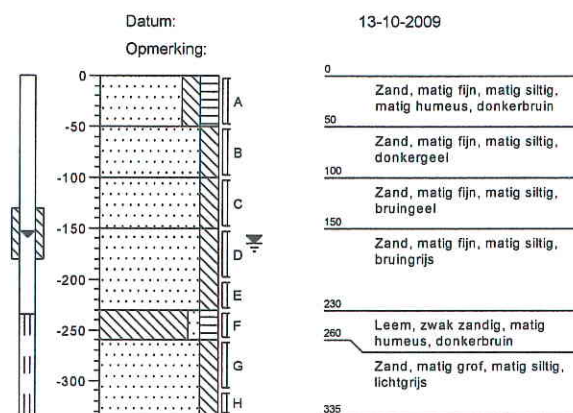 Datum: 13-10-2009
Opmerking:
0
-50
-100
-150
-200
-250
-300
A
B
C
D
E
F
G
H
0
Zand, matig fijn, matig siltig,
matig humeus, donkerbruin
50
Zand, matig fijn, matig siltig,
donkergeel
100
Zand, matig fijn, matig siltig,
bruingeel
150
Zand, matig fijn, matig siltig,
bruingrijs
230
Leem, zwak zandig, matig
humeus, donkerbruin
260
Zand, matig grof, matig siltig,
lichtgrijs
335